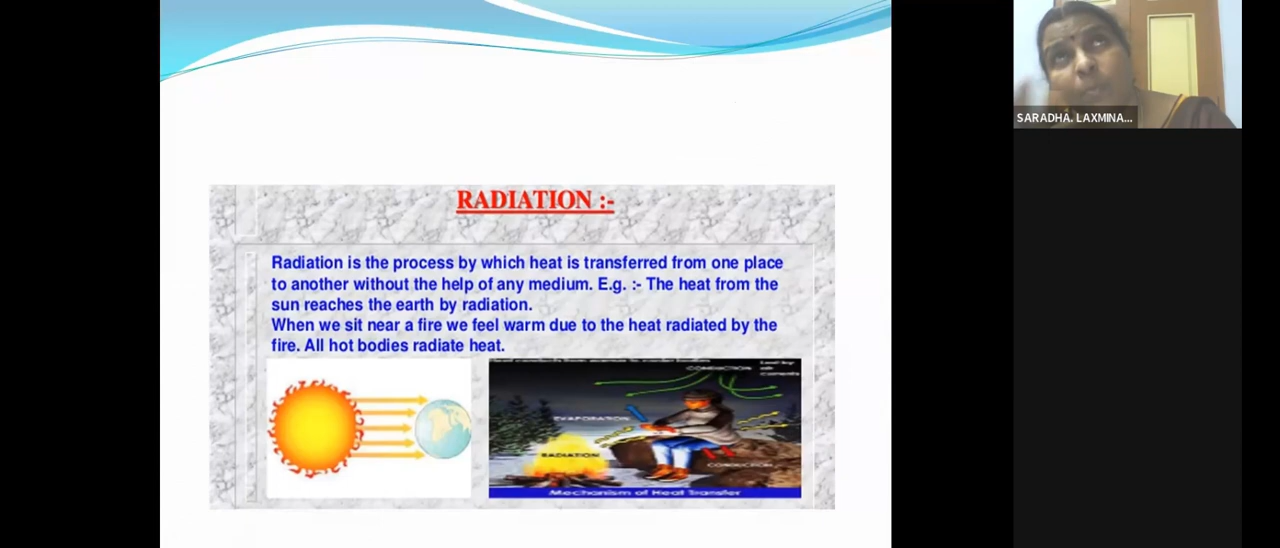 SARADHA. LAXMINA...
RADIATION :-
Radiation is the process by which heat is transferred from one place
to another without the help of any medium. E.g. :- The heat from the
sun reaches the earth by radiation.
When we sit near a fire we feel warm due to the heat radiated by the
fire. All hot bodies radiate heat.
EVAPORATION
RADIATION
CONDUCTION
Mechanism of Heat Transfer